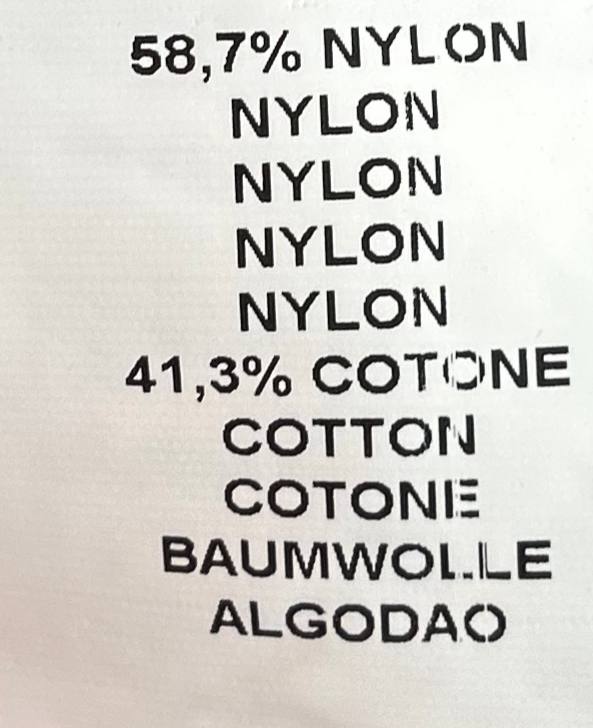 58,7% NYLON
NYLON
NYLON
NYLON
NYLON
41,3% COTONE
COTTON
COTONE
BAUMWOLLE
ALGODAO